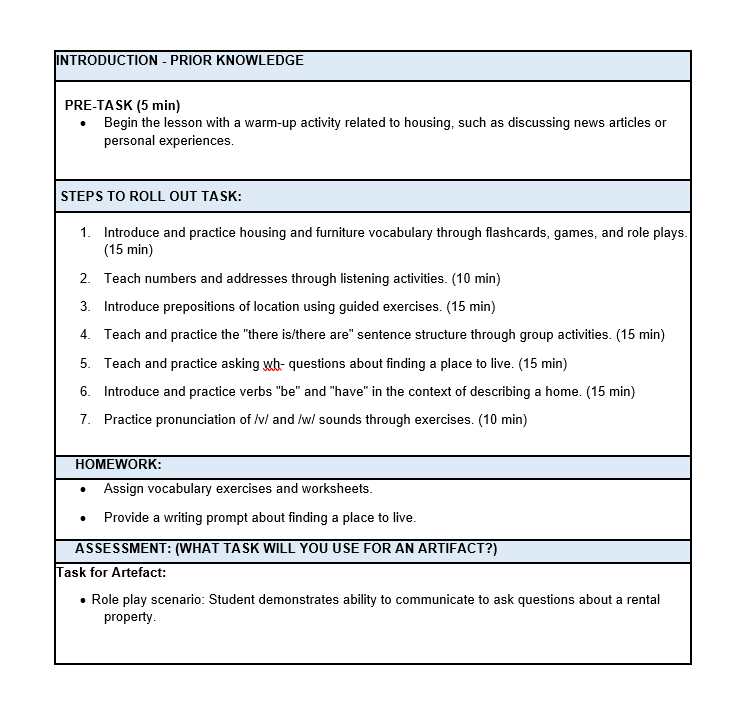 INTRODUCTION - PRIOR KNOWLEDGE
PRE-TASK (5 min)
• Begin the lesson with a warm-up activity related to housing, such as discussing news articles or
personal experiences.
STEPS TO ROLL OUT TASK:
1. Introduce and practice housing and furniture vocabulary through flashcards, games, and role plays.
(15 min)
2. Teach numbers and addresses through listening activities. (10 min)
3. Introduce prepositions of location using guided exercises. (15 min)
4. Teach and practice the "there is/there are" sentence structure through group activities. (15 min)
5. Teach and practice asking wh- questions about finding a place to live. (15 min)
6. Introduce and practice verbs "be" and "have" in the context of describing a home. (15 min)
7. Practice pronunciation of /v/ and /w/ sounds through exercises. (10 min)
HOMEWORK:
• Assign vocabulary exercises and worksheets.
• Provide a writing prompt about finding a place to live.
ASSESSMENT: (WHAT TASK WILL YOU USE FOR AN ARTIFACT?)
Task for Artefact:
• Role play scenario: Student demonstrates ability to communicate to ask questions about a rental
property.